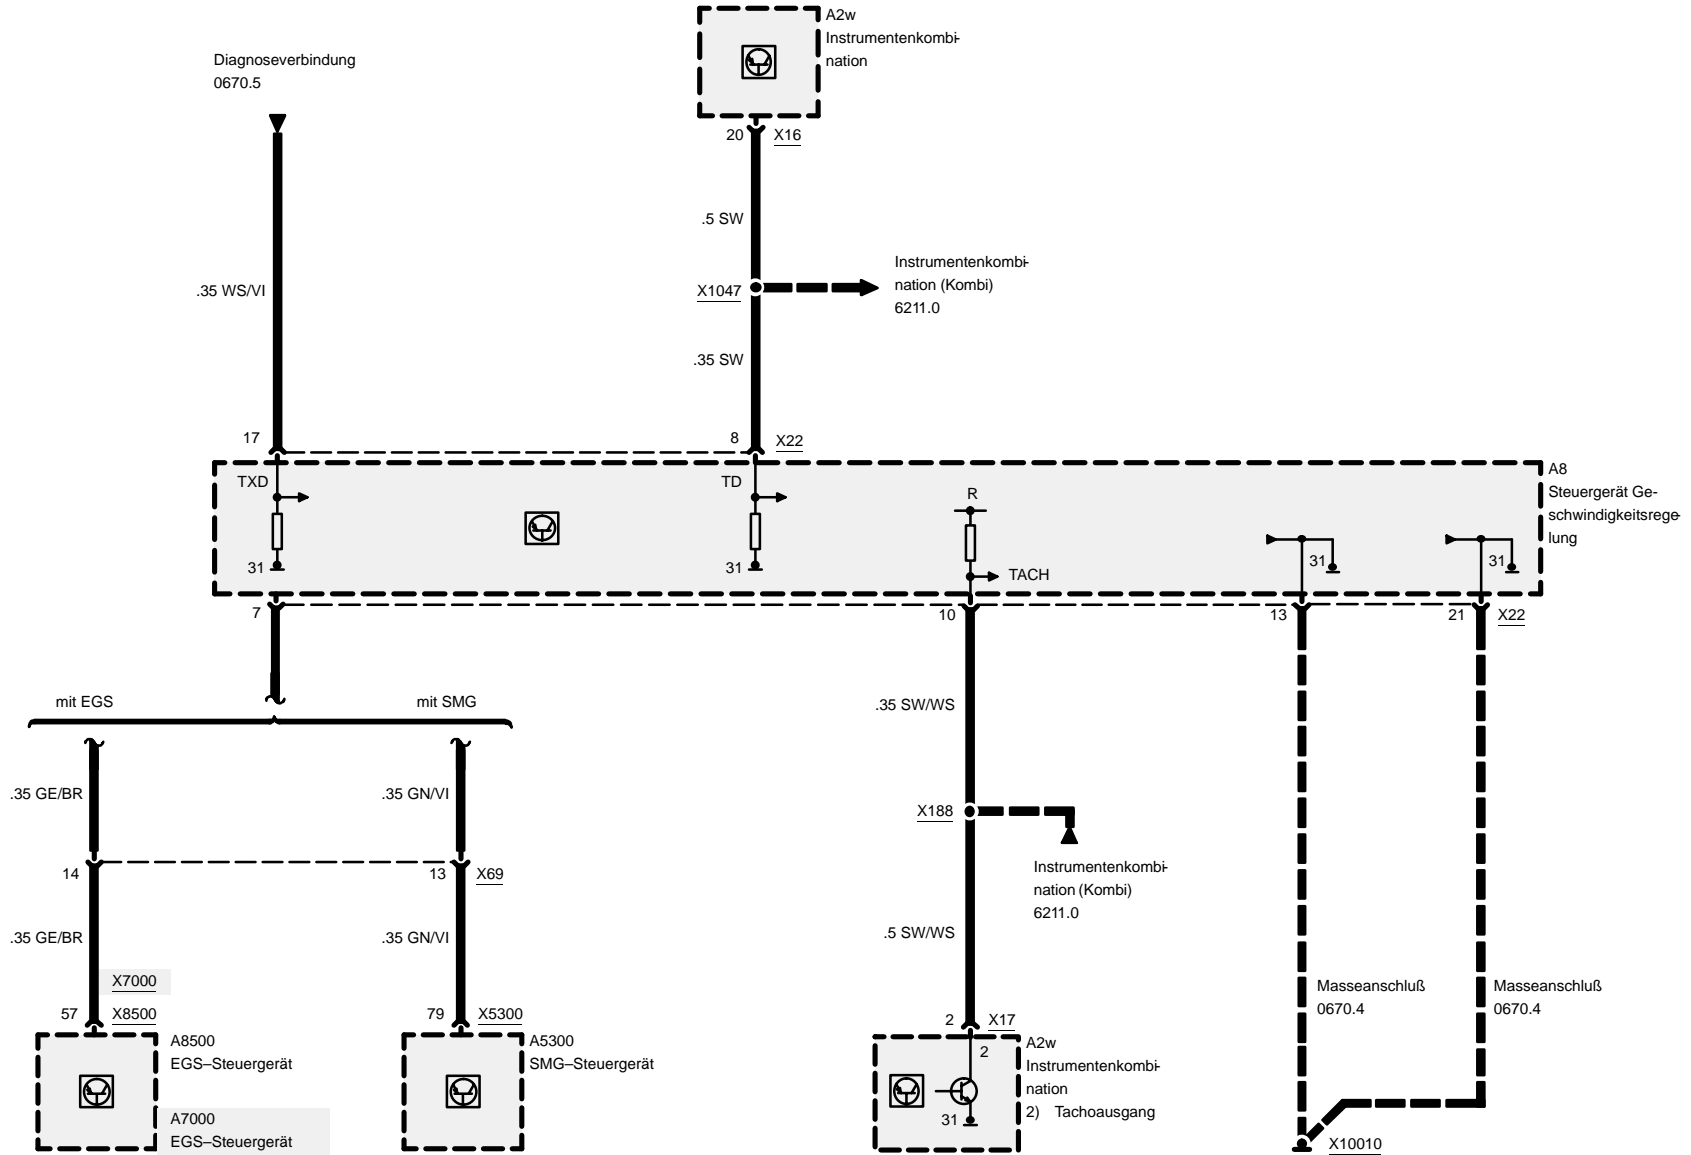 A2w
Instrumentenkombi-
nation
Diagnoseverbindung
0670.5
20 X16
.5 SW
Instrumentenkombi-
nation (Kombi)
6211.0
.35 WS/VI
X1047
.35 SW
17 8 X22
A8
Steuergerät Ge-
schwindigkeitsrege-
lung
TXD TD
R
31 31 31 31
TACH
7 10 13 21 X22
mit EGS mit SMG
.35 SW/WS
.35 GE/BR .35 GN/VI
X188
14 13 X69
Instrumentenkombi-
nation (Kombi)
6211.0
.35 GE/BR .35 GN/VI
.5 SW/WS
X7000
Masseanschluß
0670.4
Masseanschluß
0670.4
57 X8500
79 X5300
2 X17
A8500
EGS–Steuergerät
A7000
EGS–Steuergerät
A5300
SMG–Steuergerät
2
31
A2w
Instrumentenkombi-
nation
2) Tachoausgang
X10010